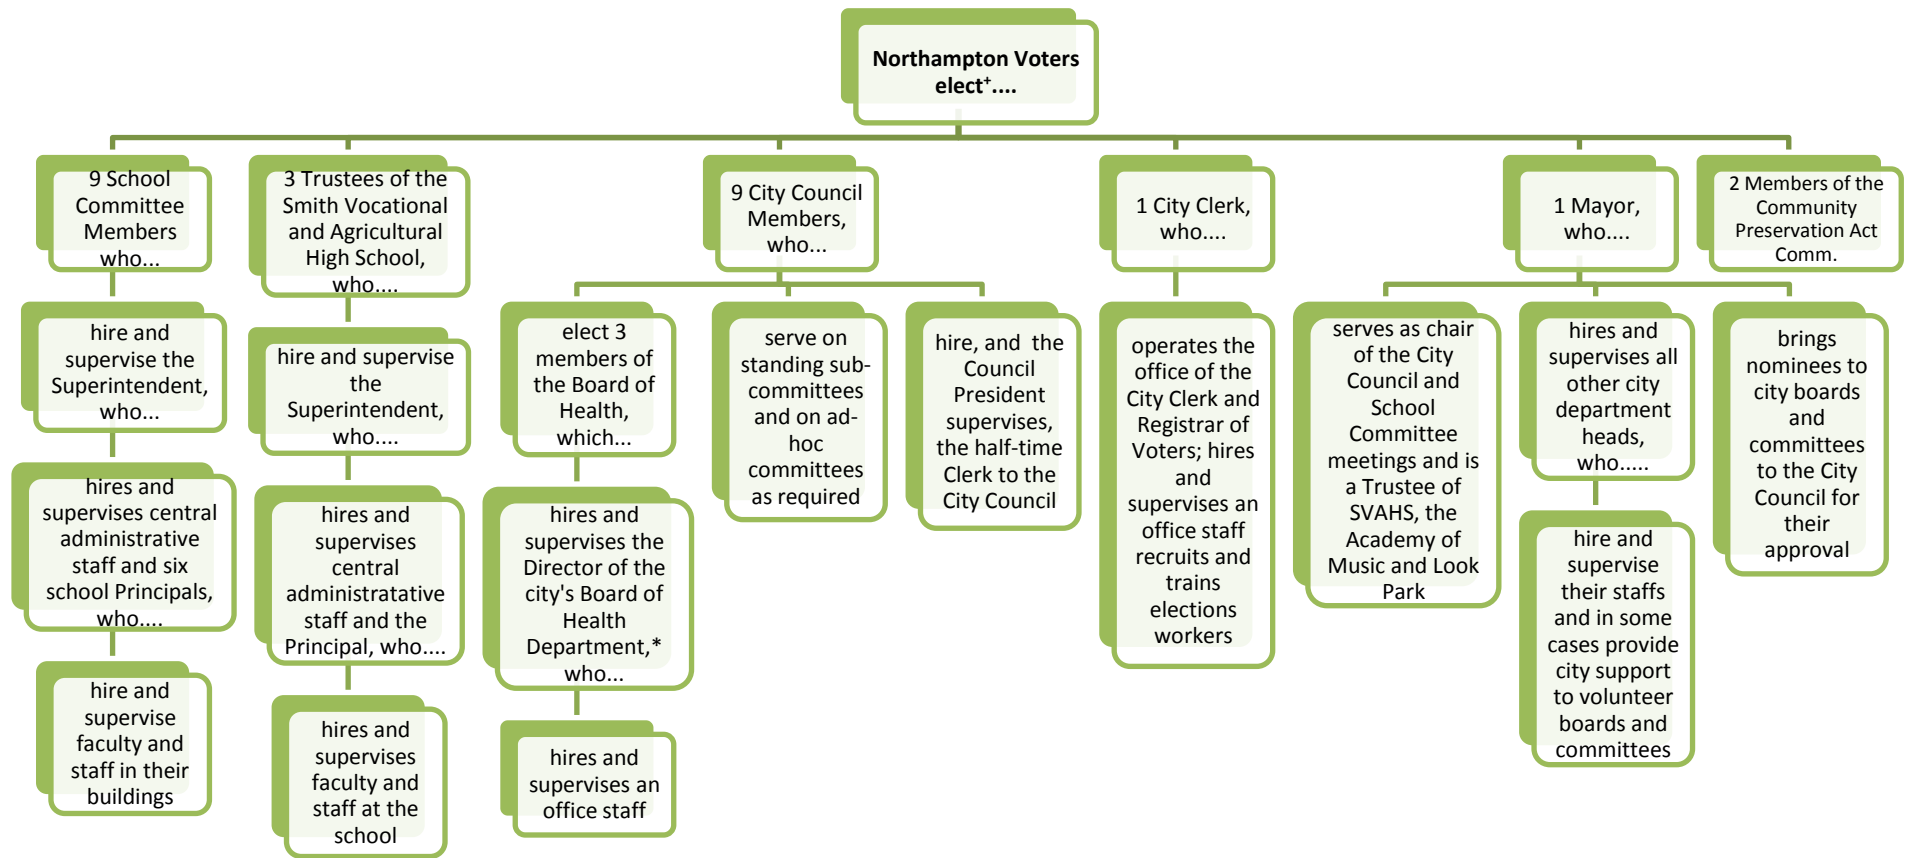 Northampton Voters
elect+....
9 School
Committee
Members
who...
3 Trustees of the
Smith Vocational
and Agricultural
High School,
who....
9 City Council
Members,
who...
1 City Clerk,
who....
1 Mayor,
who....
2 Members of the
Community
Preservation Act
Comm.
hire and
supervise the
Superintendent,
who...
hire and supervise
the
Superintendent,
who....
elect 3
members of
the Board of
Health,
which...
serve on
standing sub-
committees
and on ad-
hoc
committees
as required
hire, and the
Council
President
supervises,
the half-time
Clerk to the
City Council
operates the
office of the
City Clerk and
Registrar of
Voters; hires
and
supervises an
office staff
recruits and
trains
elections
workers
serves as chair
of the City
Council and
School
Committee
meetings and is
a Trustee of
SVAHS, the
Academy of
Music and Look
Park
hires and
supervises all
other city
department
heads,
who.....
brings
nominees to
city boards
and
committees
to the City
Council for
their
approval
hires and
supervises central
administrative
staff and six
school Principals,
who....
hires and
supervises
central
administratative
staff and the
Principal, who....
hires and
supervises the
Director of the
city's Board of
Health
Department,*
who...
hire and
supervise
their staffs
and in some
cases provide
city support
to volunteer
boards and
committees
hire and
supervise
faculty and
staff in their
buildings
hires and
supervises
faculty and
staff at the
school
hires and
supervises an
office staff